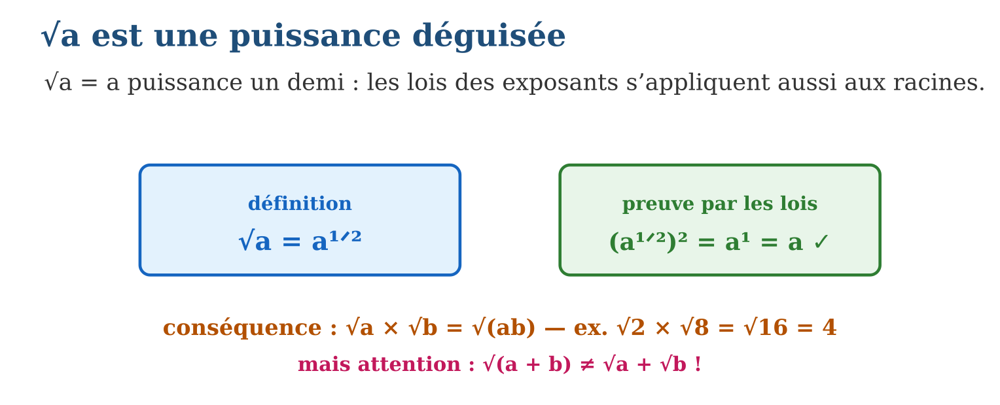 √a est une puissance déguisée
√a = a puissance un demi : les lois des exposants s’appliquent aussi aux racines.
définition
√a = a¹ᐟ²
preuve par les lois
(a¹ᐟ²)² = a¹ = a ✓
conséquence : √a × √b = √(ab) — ex. √2 × √8 = √16 = 4
mais attention : √(a + b) ≠ √a + √b !